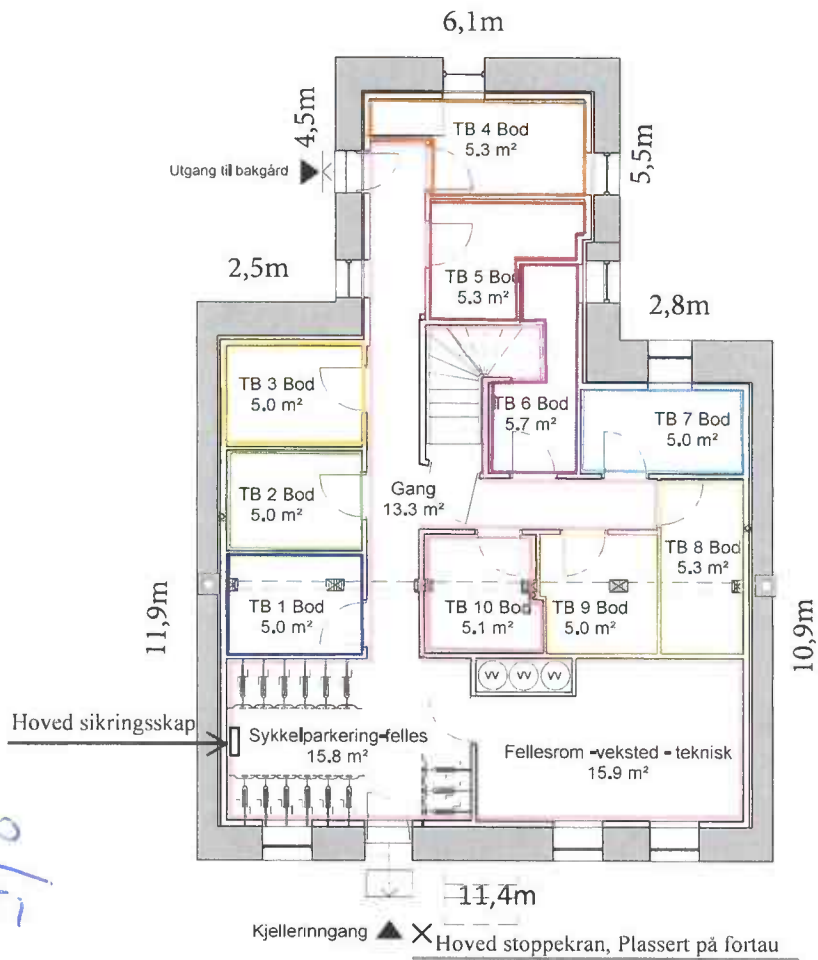 6,1m
4,5m
TB 4 Bod
5.3 m²
5,5m
Utgang til bakgård
2,5m
TB 5 Bod
5.3 m²
2,8m
TB 3 Bod
5.0 m²
TB 6 Bod
5.7 m²
TB 7 Bod
5.0 m²
TB 2 Bod
5.0 m²
Gang
13.3 m²
TB 8 Bod
5.3 m²
11,9m
TB 1 Bod
5.0 m²
TB 10 Bod
5.1 m²
TB 9 Bod
5.0 m²
10,9m
VV VV VV
Hoved sikringsskap
Sykkelparkering-felles
15.8 m²
Fellesrom -veksted - teknisk
15.9 m²
11,4m
Kjellerinngang
Hoved stoppekran, Plassert på fortau